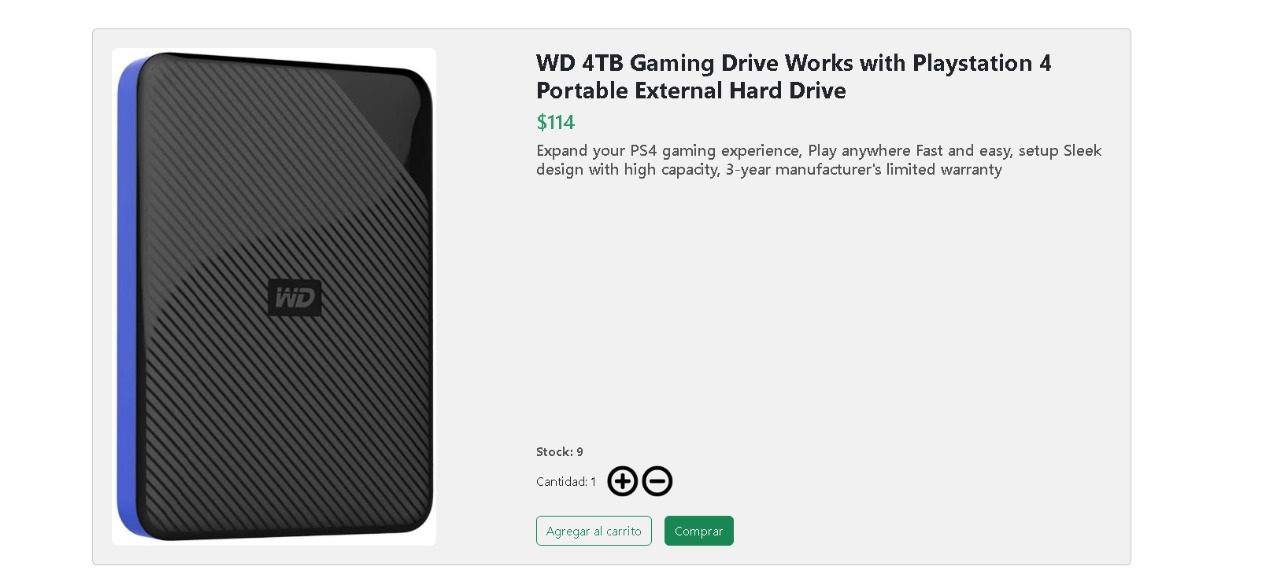 WD 4TB Gaming Drive Works with Playstation 4
Portable External Hard Drive
$114
Expand your PS4 gaming experience, Play anywhere Fast and easy, setup Sleek
design with high capacity, 3-year manufacturer's limited warranty
WD
Stock: 9
Cantidad: 1
Agregar al carrito Comprar